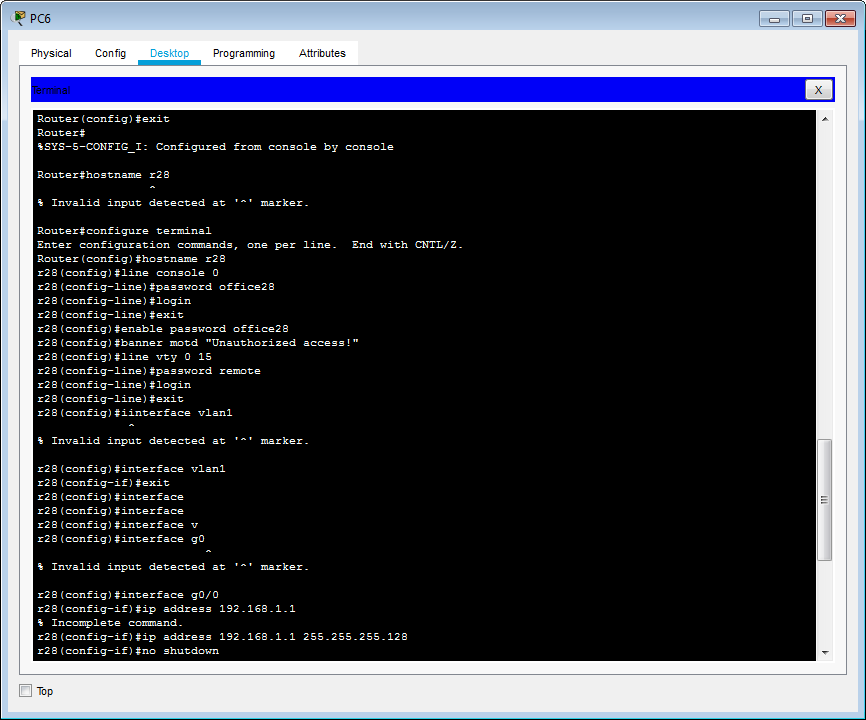 PC6
Physical Config Desktop Programming Attributes
Terminal
X
Router(config)#exit
Router#
%SYS-5-CONFIG_I: Configured from console by console
Router#hostname r28
^
% Invalid input detected at '^' marker.
Router#configure terminal
Enter configuration commands, one per line.  End with CNTL/Z.
Router(config)#hostname r28
r28(config)#line console 0
r28(config-line)#password office28
r28(config-line)#login
r28(config-line)#exit
r28(config)#enable password office28
r28(config)#banner motd "Unauthorized access!"
r28(config)#line vty 0 15
r28(config-line)#password remote
r28(config-line)#login
r28(config-line)#exit
r28(config)#iinterface vlan1
^
% Invalid input detected at '^' marker.
r28(config)#interface vlan1
r28(config-if)#exit
r28(config)#interface
r28(config)#interface
r28(config)#interface v
r28(config)#interface g0
^
% Invalid input detected at '^' marker.
r28(config)#interface g0/0
r28(config-if)#ip address 192.168.1.1
% Incomplete command.
r28(config-if)#ip address 192.168.1.1 255.255.255.128
r28(config-if)#no shutdown
Top